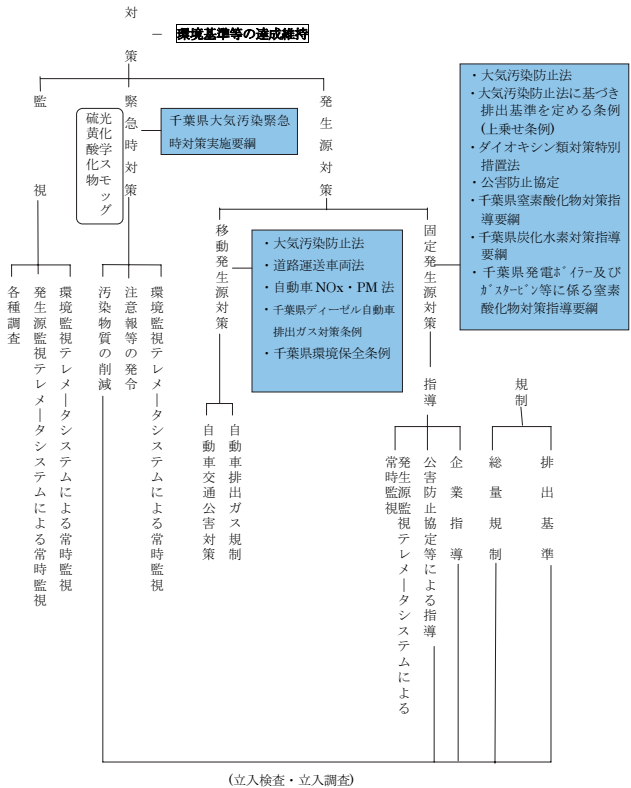 対策
環境基準等の達成維持
監視
緊急時対策
光化学スモッグ
硫黄酸化物
千葉県大気汚染緊急
時対策実施要綱
発生源対策
・大気汚染防止法
・大気汚染防止法に基づき
排出基準を定める条例
(上乗せ条例)
・ダイオキシン類対策特別
措置法
・公害防止協定
・千葉県窒素酸化物対策指
導要綱
・千葉県炭化水素対策指導
要綱
・千葉県発電ﾎﾞｲﾗｰ及び
ｶﾞｽﾀｰﾋﾞﾝ等に係る窒素
酸化物対策指導要綱
移動発生源対策
・大気汚染防止法
・道路運送車両法
・自動車 NOx・PM 法
・千葉県ディーゼル自動車
排出ガス対策条例
・千葉県環境保全条例
固定発生源対策
各種調査
発生源監視テレメータシステムによる常時監視
環境監視テレメータシステムによる常時監視
汚染物質の削減
注意報等の発令
環境監視テレメータシステムによる常時監視
自動車交通公害対策
自動車排出ガス規制
指導
規制
発生源監視テレメータシステムによる
常時監視
公害防止協定等による指導
企業指導
総量規制
排出基準
(立入検査・立入調査)